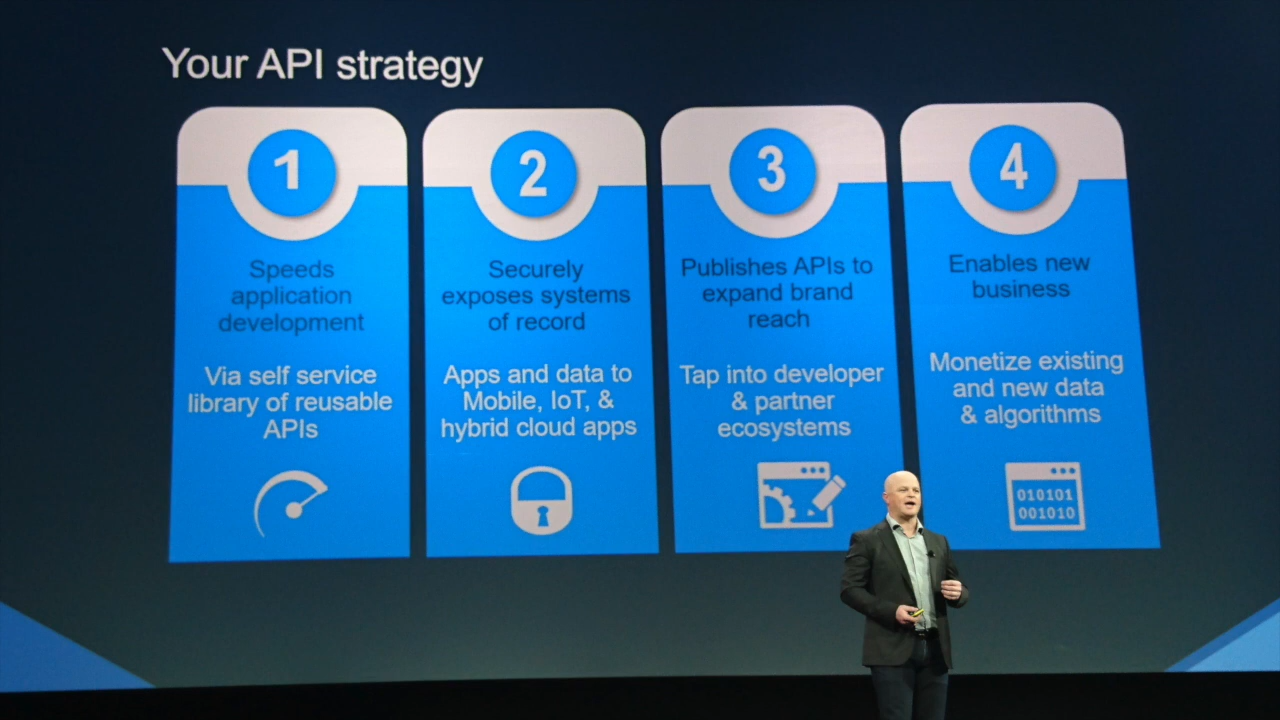 Your API strategy
1
Speeds
application
development
Via self service
library of reusable
APIs
2
Securely
exposes systems
of record
Apps and data to
Mobile, IoT, &
hybrid cloud apps
3
Publishes APIs to
expand brand
reach
Tap into developer
& partner
ecosystems
4
Enables new
business
Monetize existing
and new data
& algorithms
010101
001010